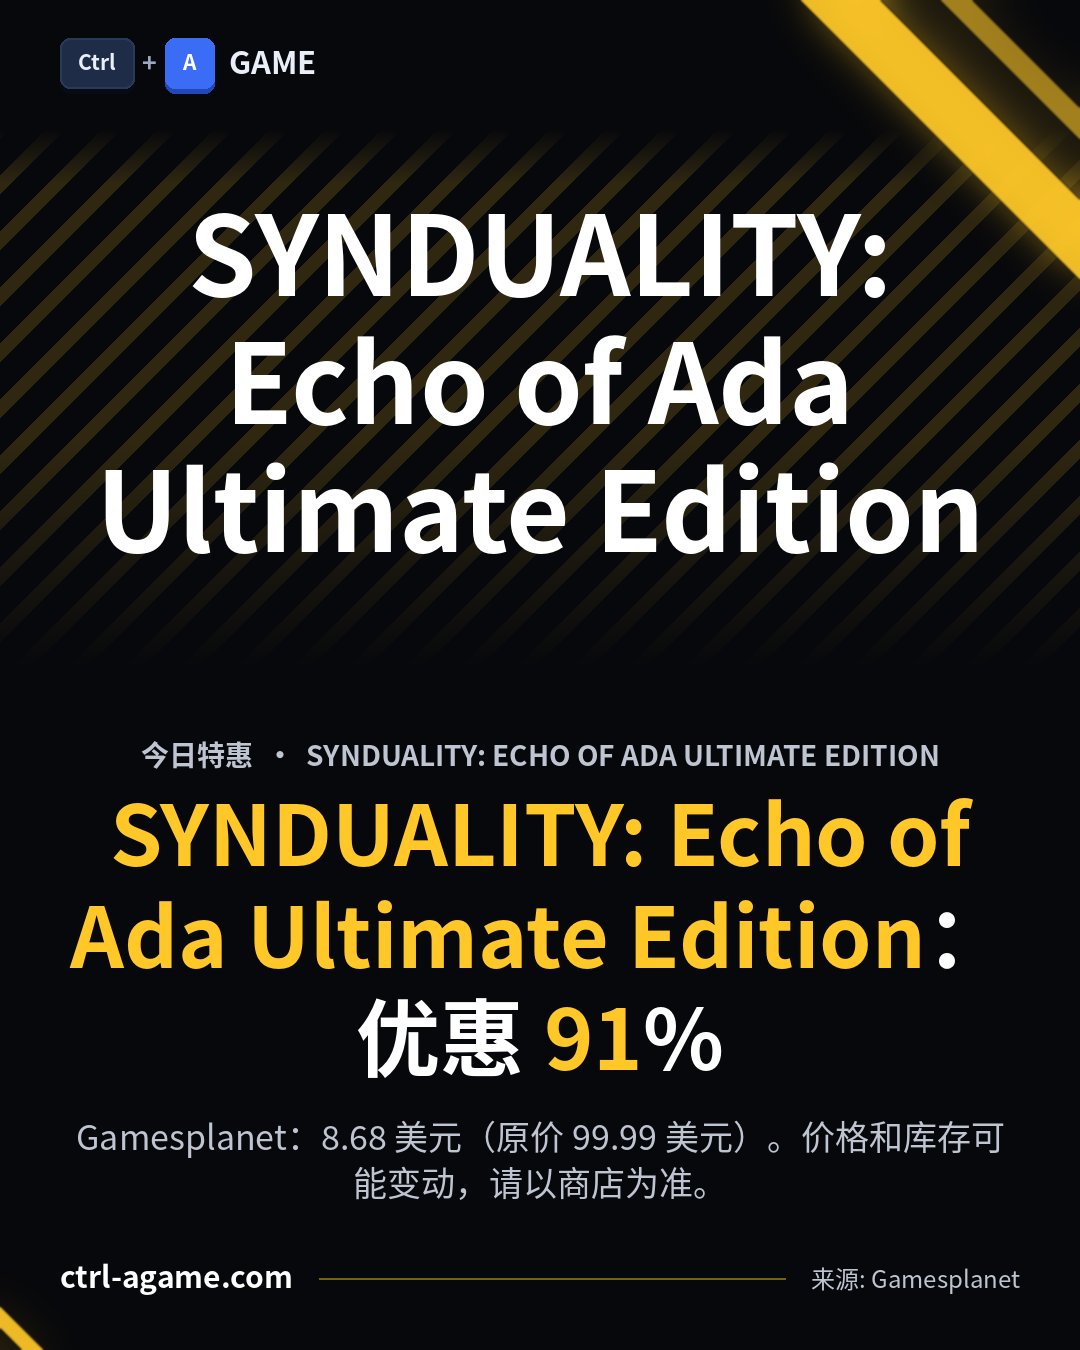 Ctrl + A GAME
SYNDUALITY:
Echo of Ada
Ultimate Edition
今日特惠 • SYNDUALITY: ECHO OF ADA ULTIMATE EDITION
SYNDUALITY: Echo of
Ada Ultimate Edition：
优惠 91%
Gamesplanet：8.68 美元（原价 99.99 美元）。价格和库存可
能变动，请以商店为准。
ctrl-agame.com
来源: Gamesplanet